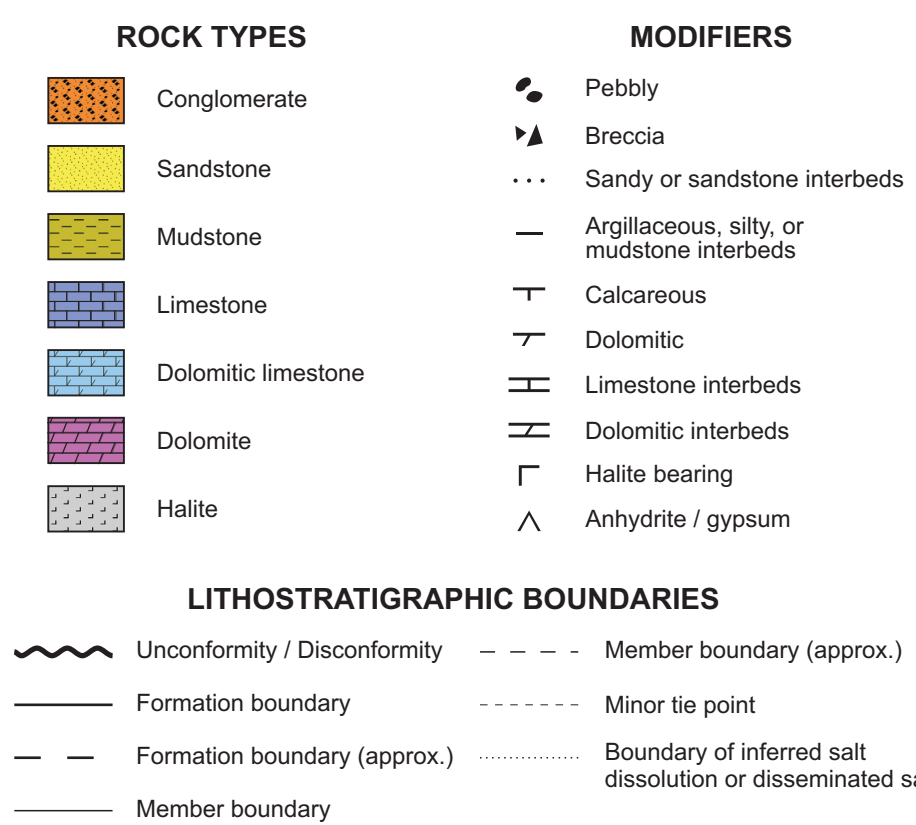 ROCK TYPES
Conglomerate
Sandstone
Mudstone
Limestone
Dolomitic limestone
Dolomite
Halite
MODIFIERS
Pebbly
Breccia
Sandy or sandstone interbeds
Argillaceous, silty, or
mudstone interbeds
Calcareous
Dolomitic
Limestone interbeds
Dolomitic interbeds
Halite bearing
Anhydrite / gypsum
LITHOSTRATIGRAPHIC BOUNDARIES
Unconformity / Disconformity
Formation boundary
Formation boundary (approx.)
Member boundary
Member boundary (approx.)
Minor tie point
Boundary of inferred salt
dissolution or disseminated